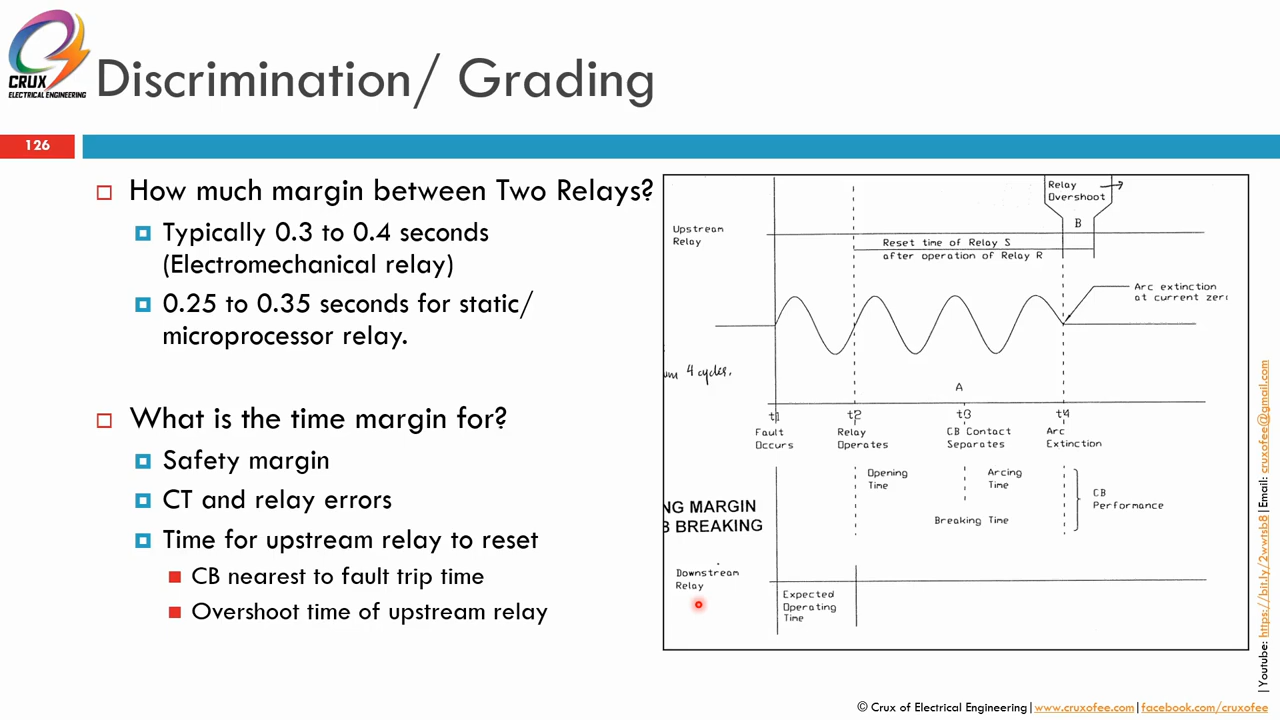 CRUX
ELECTRICAL ENGINEERING
Discrimination/ Grading
126
How much margin between Two Relays?
Typically 0.3 to 0.4 seconds
(Electromechanical relay)
0.25 to 0.35 seconds for static/
microprocessor relay.
What is the time margin for?
Safety margin
CT and relay errors
Time for upstream relay to reset
CB nearest to fault trip time
Overshoot time of upstream relay
Relay
Overshoot
B
Upstream
Relay
Reset time of Relay S
after operation of Relay R
Arc extinction
at current zero
4 cycles.
A
t1
t2
t3
t4
Fault
Occurs
Relay
Operates
CB Contact
Separates
Arc
Extinction
Opening
Time
Arcing
Time
CB
Performance
Breaking Time
NG MARGIN
B BREAKING
Downstream
Relay
Expected
Operating
Time
| Youtube: https://bit.ly/2wwtsb8 | Email: cruxofee@gmail.com
© Crux of Electrical Engineering | www.cruxofee.com | facebook.com/cruxofee